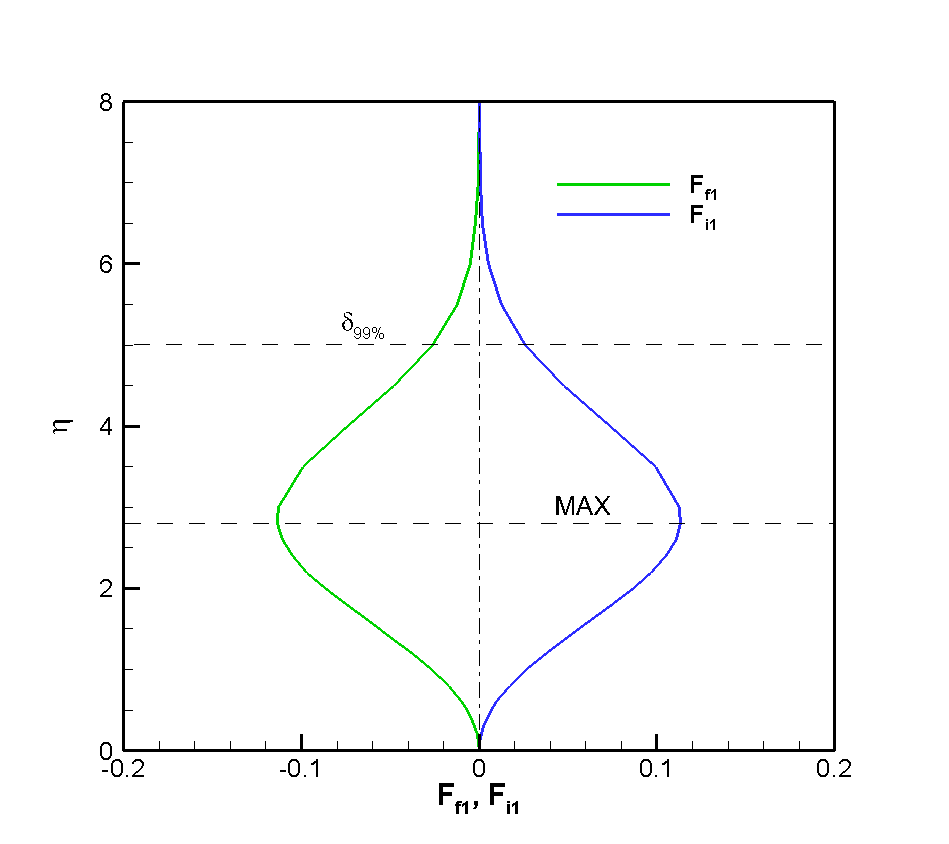 8
F_f1
F_i1
6
δ_99%
η
4
MAX
2
0
-0.2 -0.1 0 0.1 0.2
F_f1, F_i1